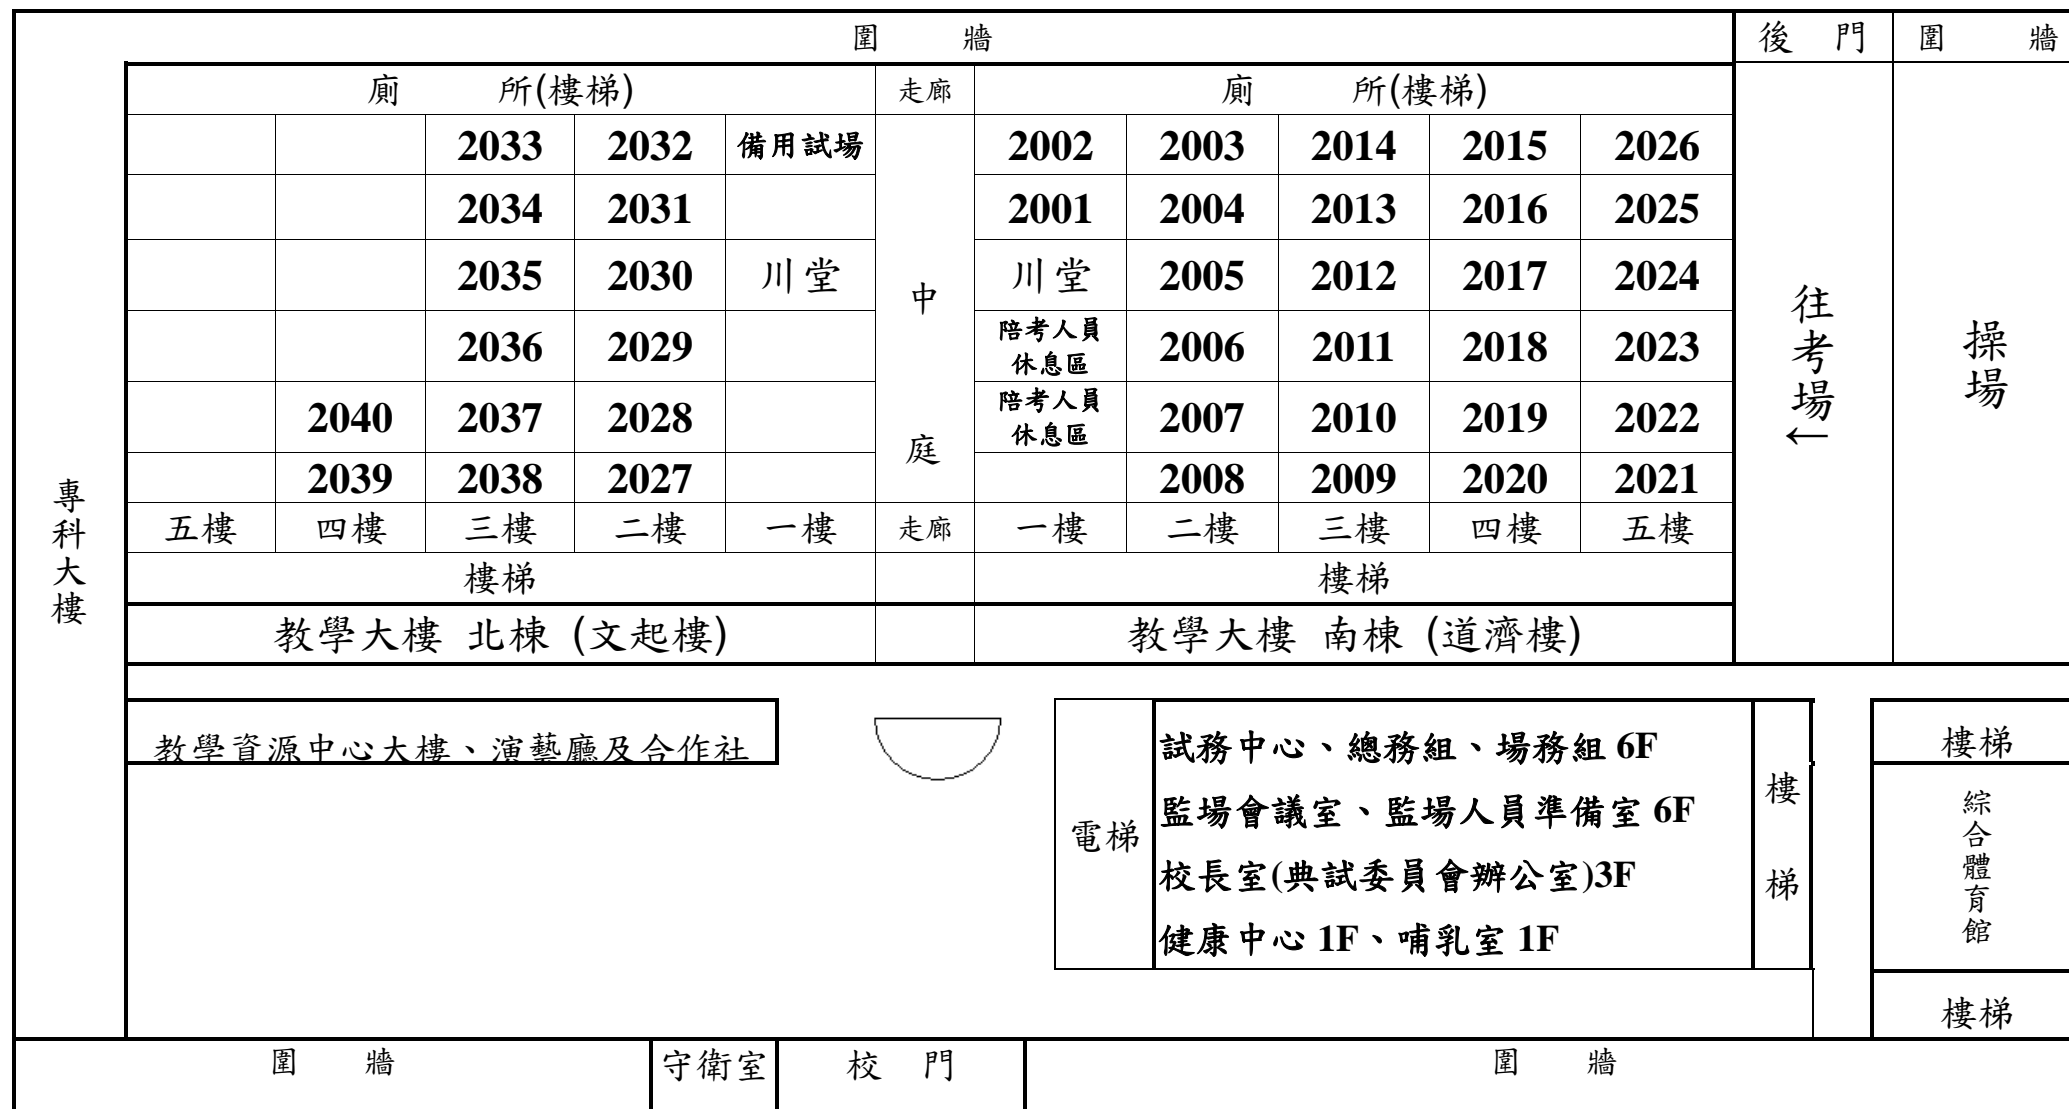 圍 牆 後 門 圍 牆
廁 所(樓梯) 走廊 廁 所(樓梯)
2033 2032 備用試場 2002 2003 2014 2015 2026
2034 2031 2001 2004 2013 2016 2025
2035 2030 川堂 川堂 2005 2012 2017 2024
2036 2029 陪考人員 休息區 2006 2011 2018 2023
2040 2037 2028 陪考人員 休息區 2007 2010 2019 2022
2039 2038 2027 2008 2009 2020 2021
中庭
往考場←
操場
專科大樓
五樓 四樓 三樓 二樓 一樓 走廊 一樓 二樓 三樓 四樓 五樓
樓梯 樓梯
教學大樓 北棟 (文起樓) 教學大樓 南棟 (道濟樓)
教學資源中心大樓、演藝廳及合作社
電梯
試務中心、總務組、場務組 6F
監場會議室、監場人員準備室 6F
校長室(典試委員會辦公室)3F
健康中心 1F、哺乳室 1F
樓梯
樓梯
綜合體育館
樓梯
圍 牆 守衛室 校 門 圍 牆